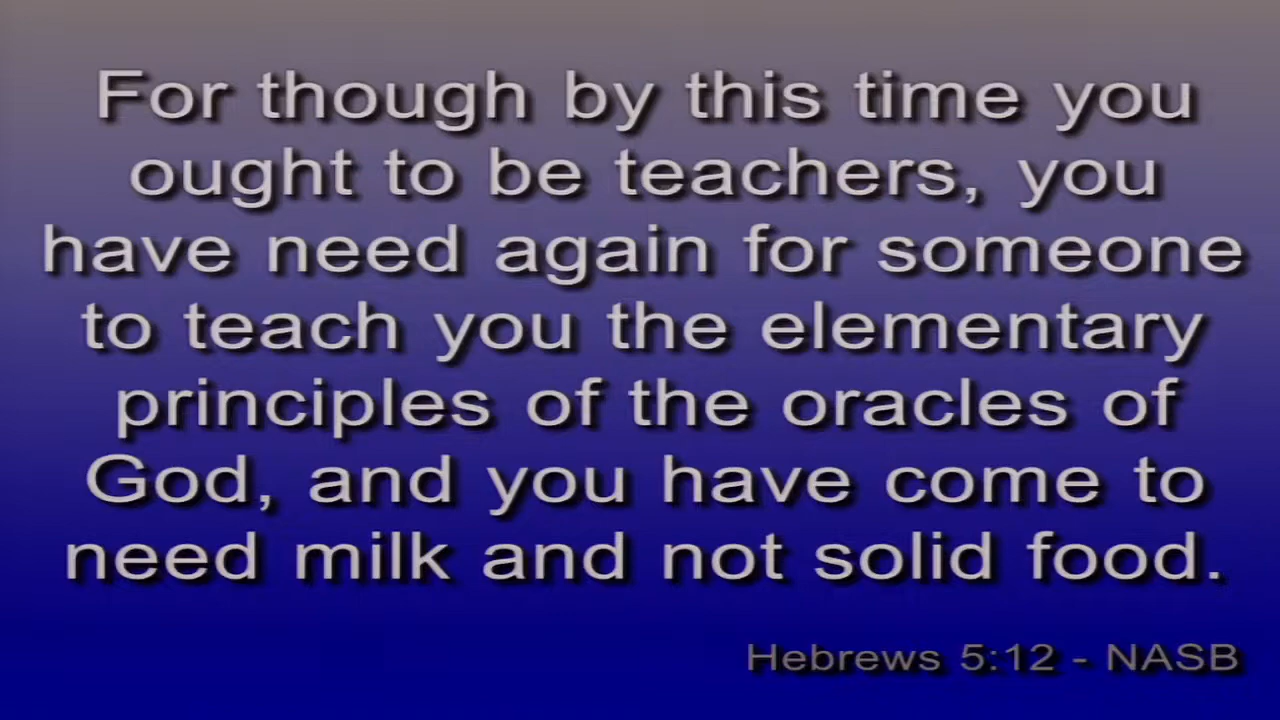 For though by this time you
ought to be teachers, you
have need again for someone
to teach you the elementary
principles of the oracles of
God, and you have come to
need milk and not solid food.
Hebrews 5:12 - NASB